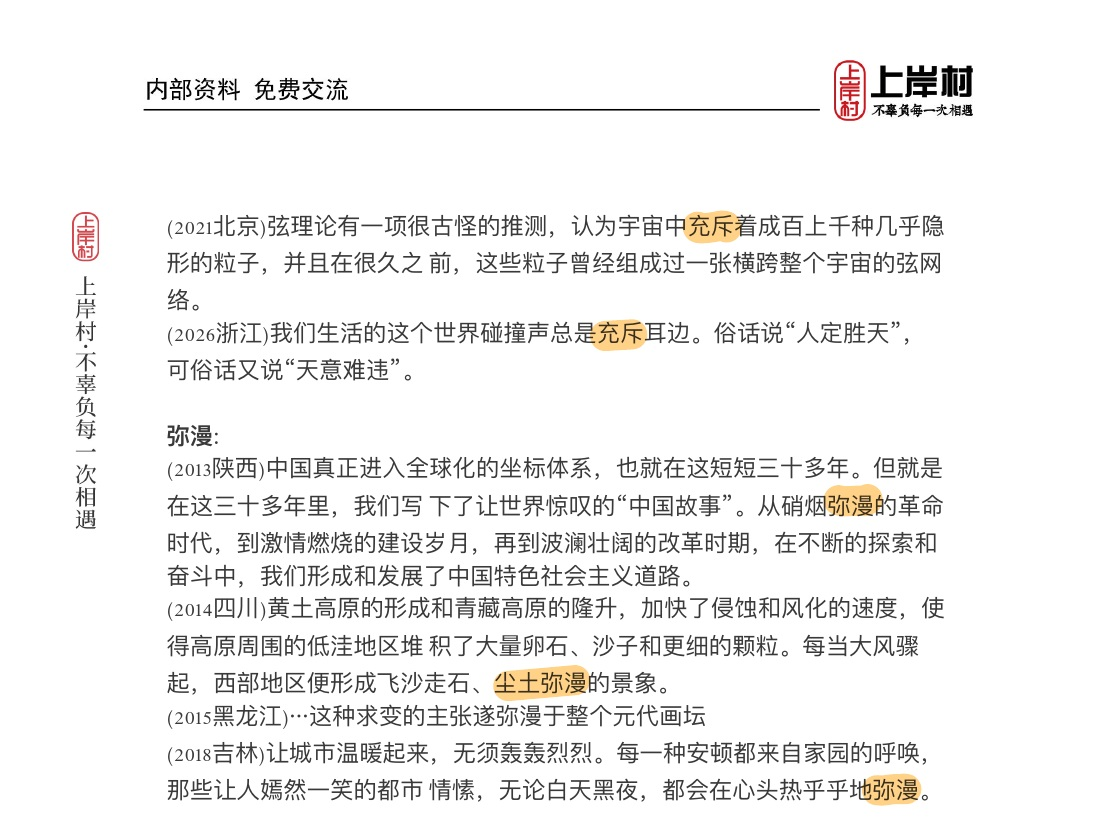 内部资料 免费交流
上岸村
上岸村
不辜负每一次相遇
上岸村
上岸村·不辜负每一次相遇
(2021北京)弦理论有一项很古怪的推测，认为宇宙中充斥着成百上千种几乎隐
形的粒子，并且在很久之 前，这些粒子曾经组成过一张横跨整个宇宙的弦网
络。
(2026浙江)我们生活的这个世界碰撞声总是充斥耳边。俗话说“人定胜天”，
可俗话又说“天意难违”。
弥漫:
(2013陕西)中国真正进入全球化的坐标体系，也就在这短短三十多年。但就是
在这三十多年里，我们写 下了让世界惊叹的“中国故事”。从硝烟弥漫的革命
时代，到激情燃烧的建设岁月，再到波澜壮阔的改革时期，在不断的探索和
奋斗中，我们形成和发展了中国特色社会主义道路。
(2014四川)黄土高原的形成和青藏高原的隆升，加快了侵蚀和风化的速度，使
得高原周围的低洼地区堆 积了大量卵石、沙子和更细的颗粒。每当大风骤
起，西部地区便形成飞沙走石、尘土弥漫的景象。
(2015黑龙江)…这种求变的主张遂弥漫于整个元代画坛
(2018吉林)让城市温暖起来，无须轰轰烈烈。每一种安顿都来自家园的呼唤，
那些让人嫣然一笑的都市 情愫，无论白天黑夜，都会在心头热乎乎地弥漫。